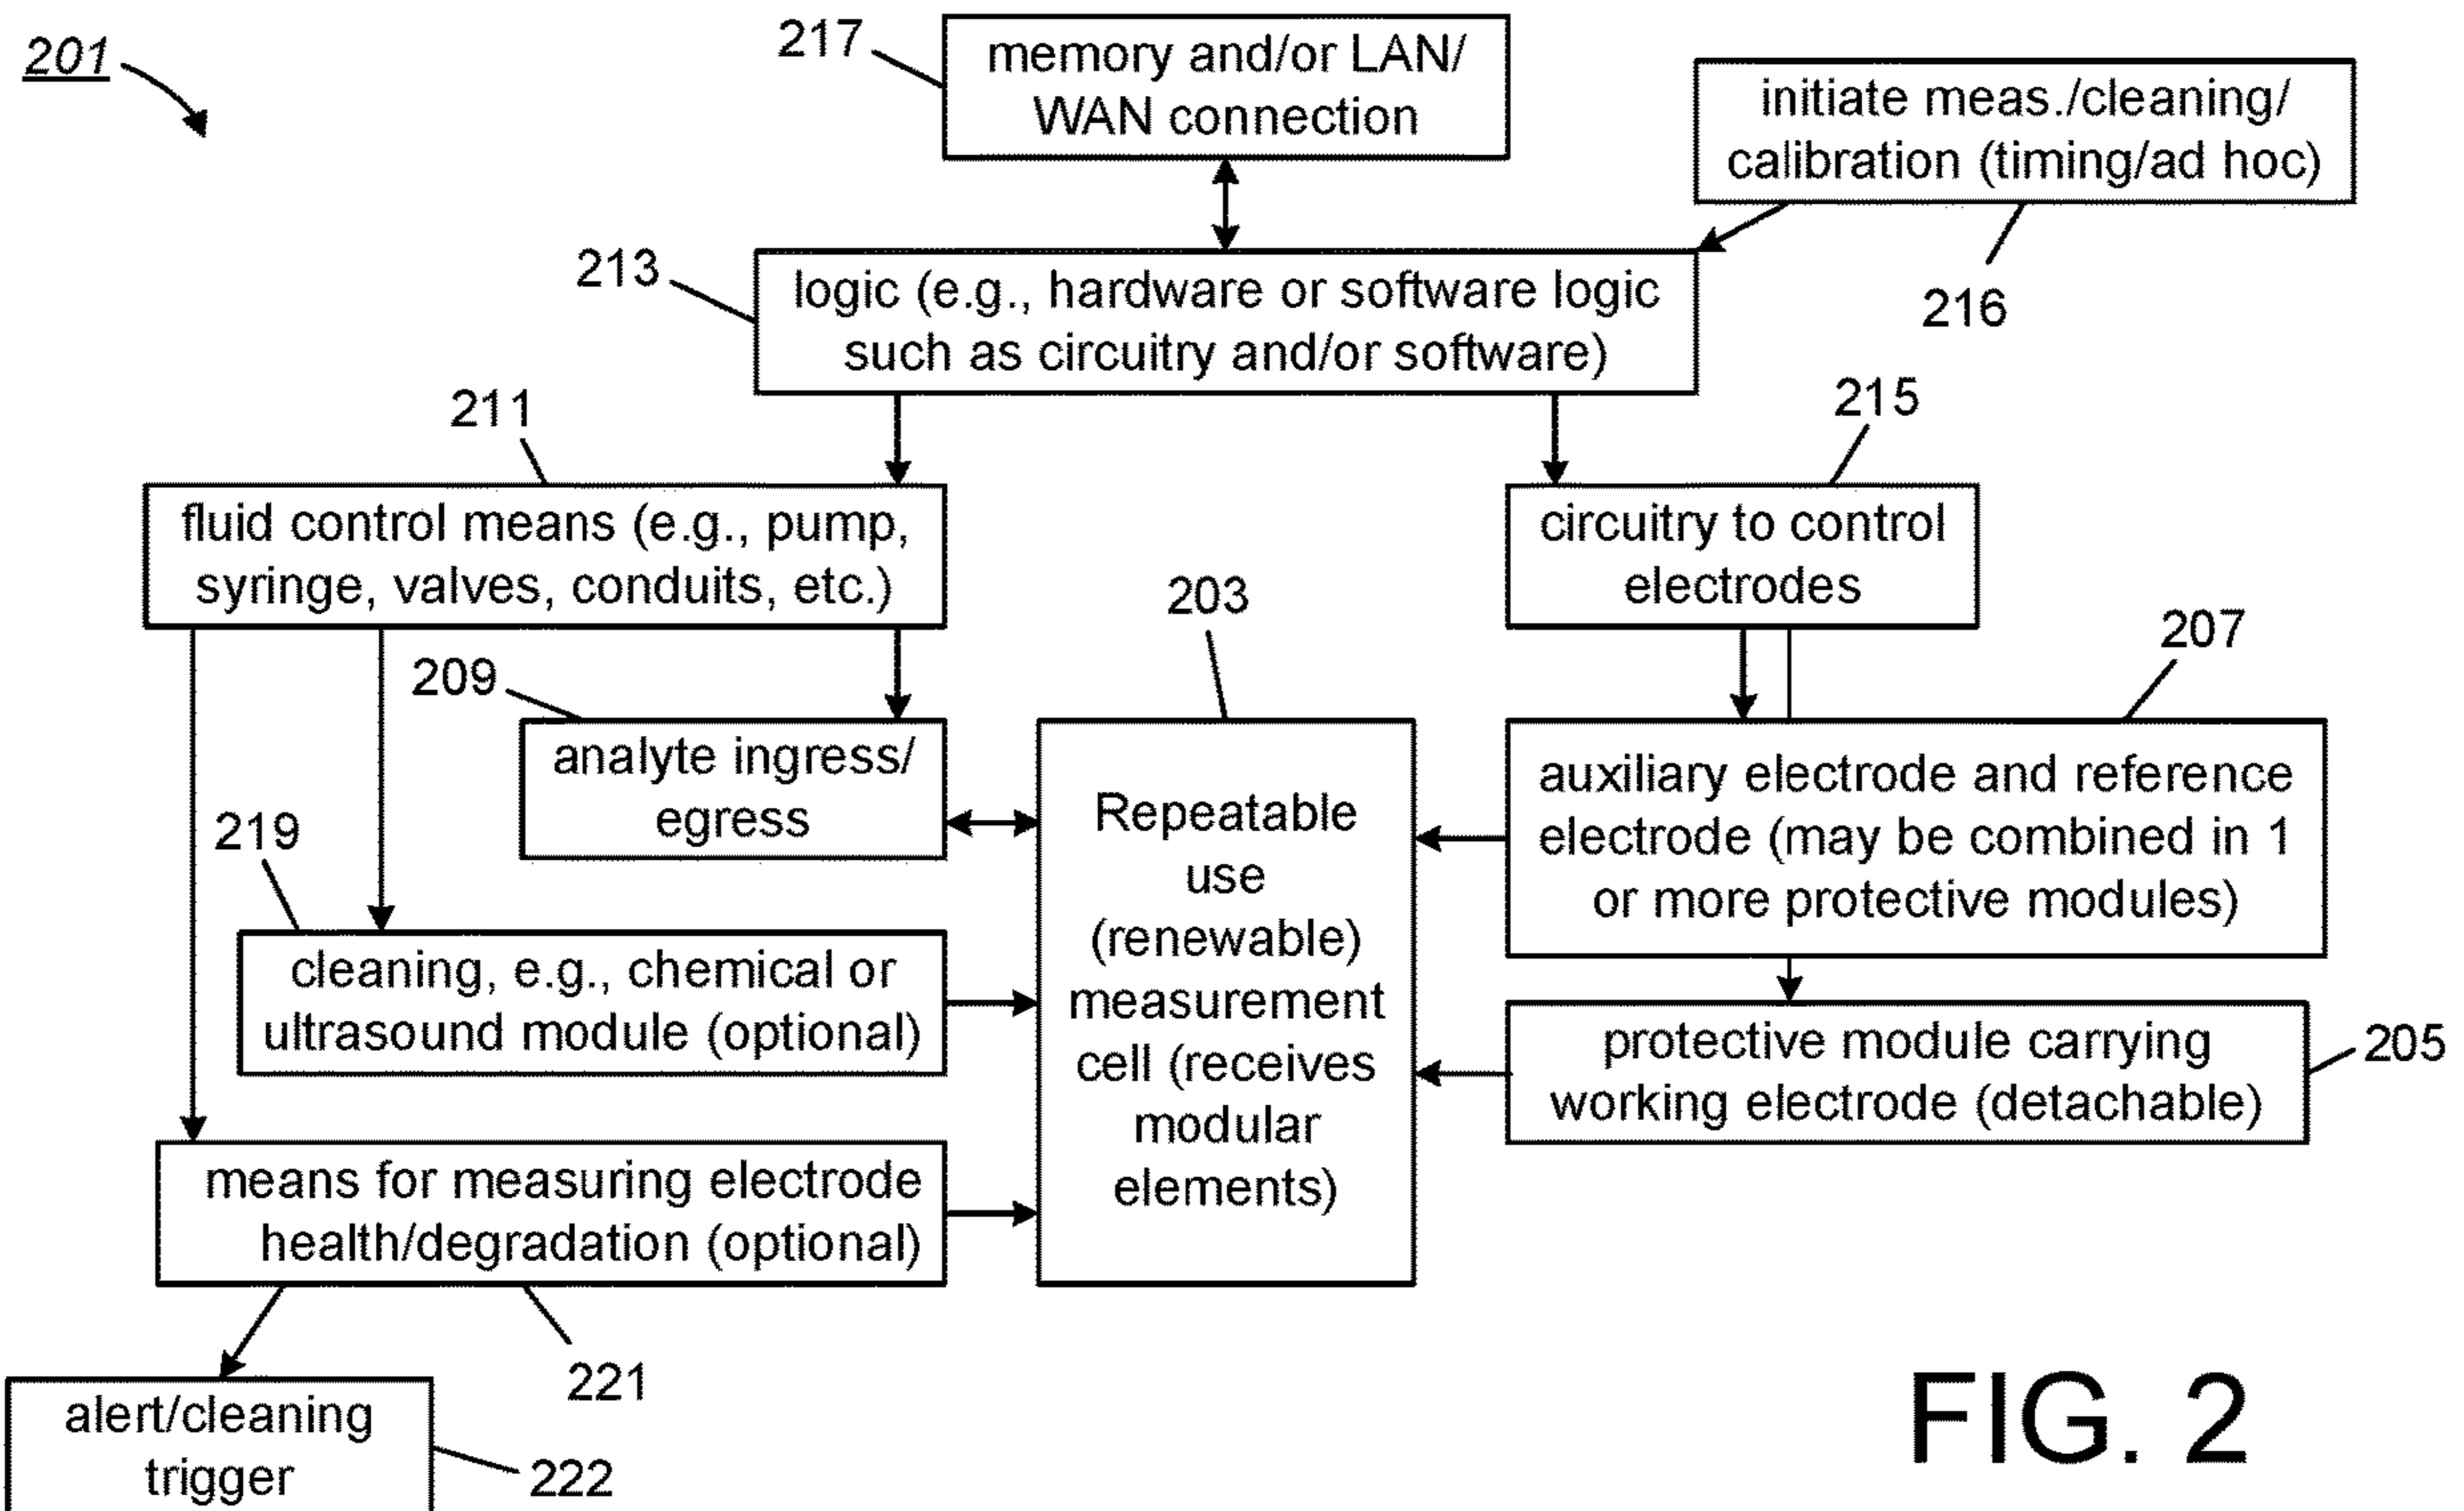 201
217
memory and/or LAN/
WAN connection
initiate meas./cleaning/
calibration (timing/ad hoc)
216
213
logic (e.g., hardware or software logic
such as circuitry and/or software)
211
215
fluid control means (e.g., pump,
syringe, valves, conduits, etc.)
circuitry to control
electrodes
203
207
209
analyte ingress/
egress
Repeatable
use
(renewable)
measurement
cell (receives
modular
elements)
auxiliary electrode and reference
electrode (may be combined in 1
or more protective modules)
219
cleaning, e.g., chemical or
ultrasound module (optional)
protective module carrying
working electrode (detachable)
205
means for measuring electrode
health/degradation (optional)
221
alert/cleaning
trigger
222
FIG. 2